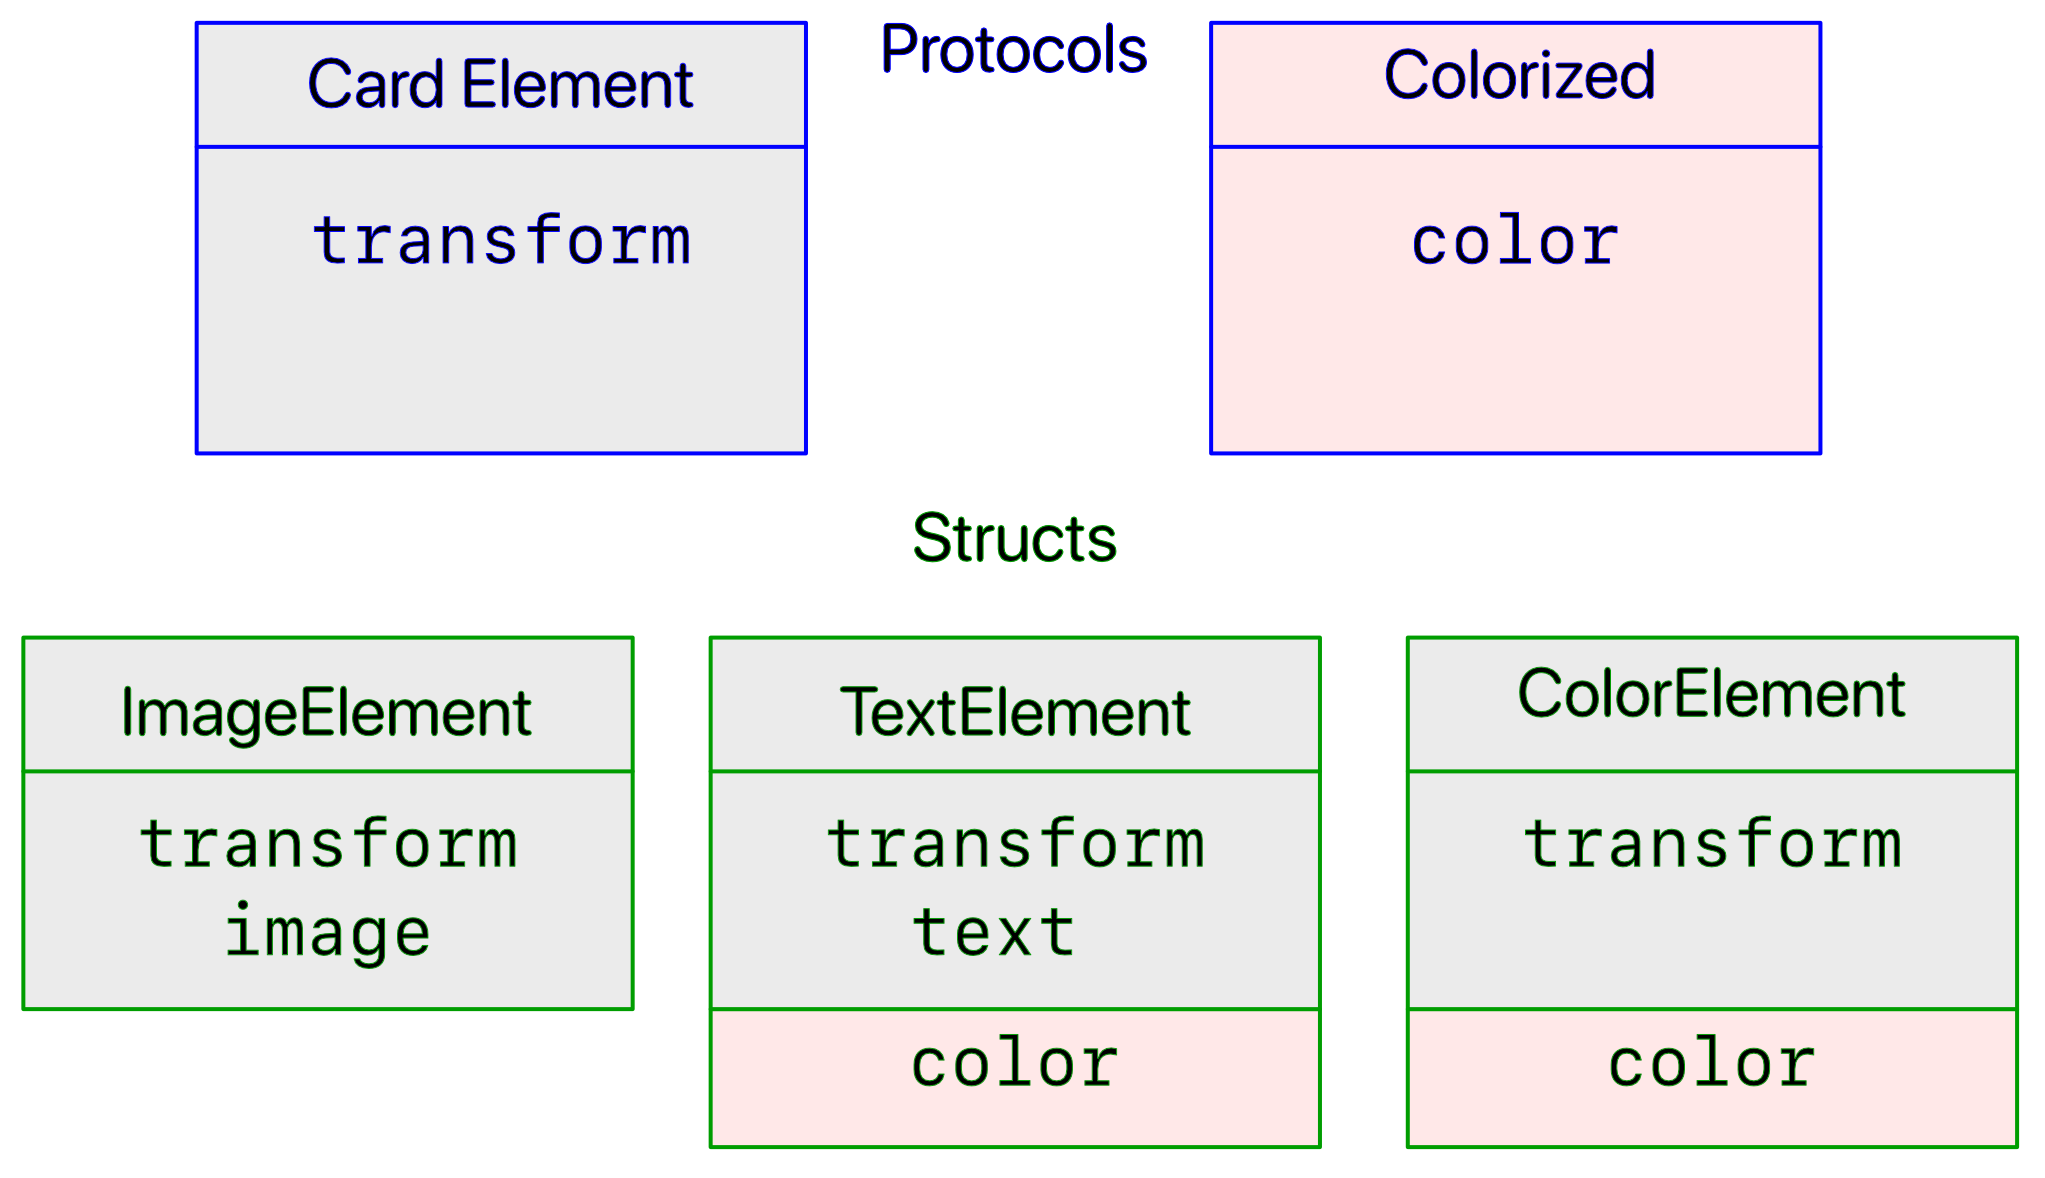 Protocols
Card Element
transform
Colorized
color
Structs
ImageElement
transform
image
TextElement
transform
text
color
ColorElement
transform
color